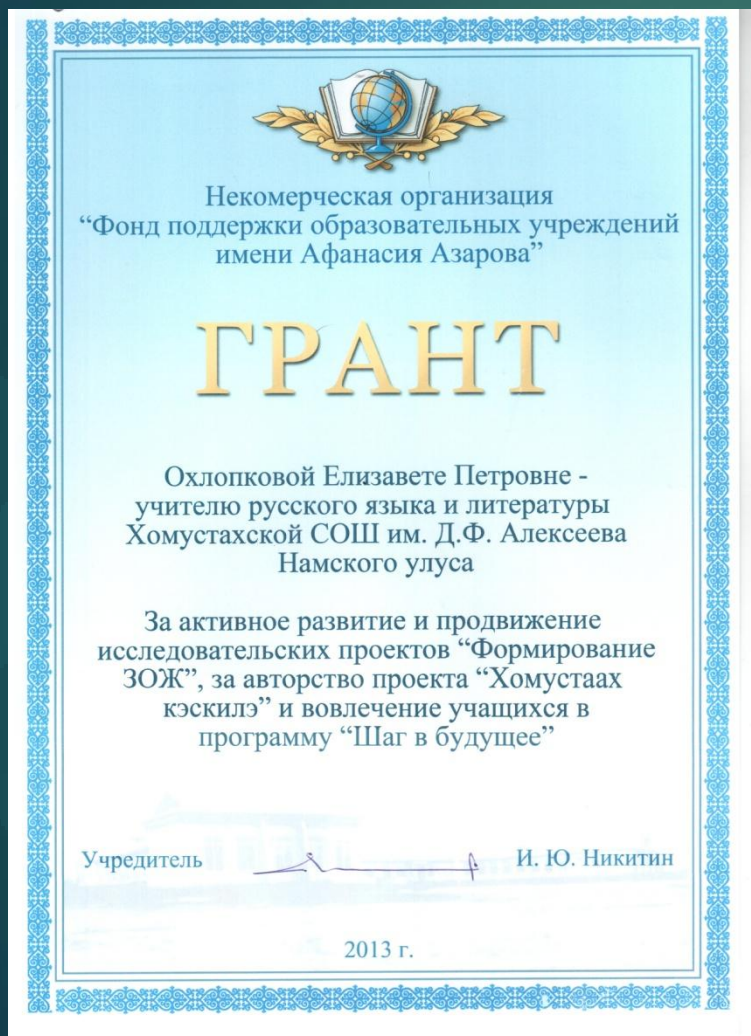 Некомерческая организация
“Фонд поддержки образовательных учреждений
имени Афанасия Азарова”
ГРАНТ
Охлопковой Елизавете Петровне -
учителю русского языка и литературы
Хомустахской СОШ им. Д.Ф. Алексеева
Намского улуса
За активное развитие и продвижение
исследовательских проектов “Формирование
ЗОЖ”, за авторство проекта “Хомустаах
кэскилэ” и вовлечение учащихся в
программу “Шаг в будущее”
Учредитель И. Ю. Никитин
2013 г.